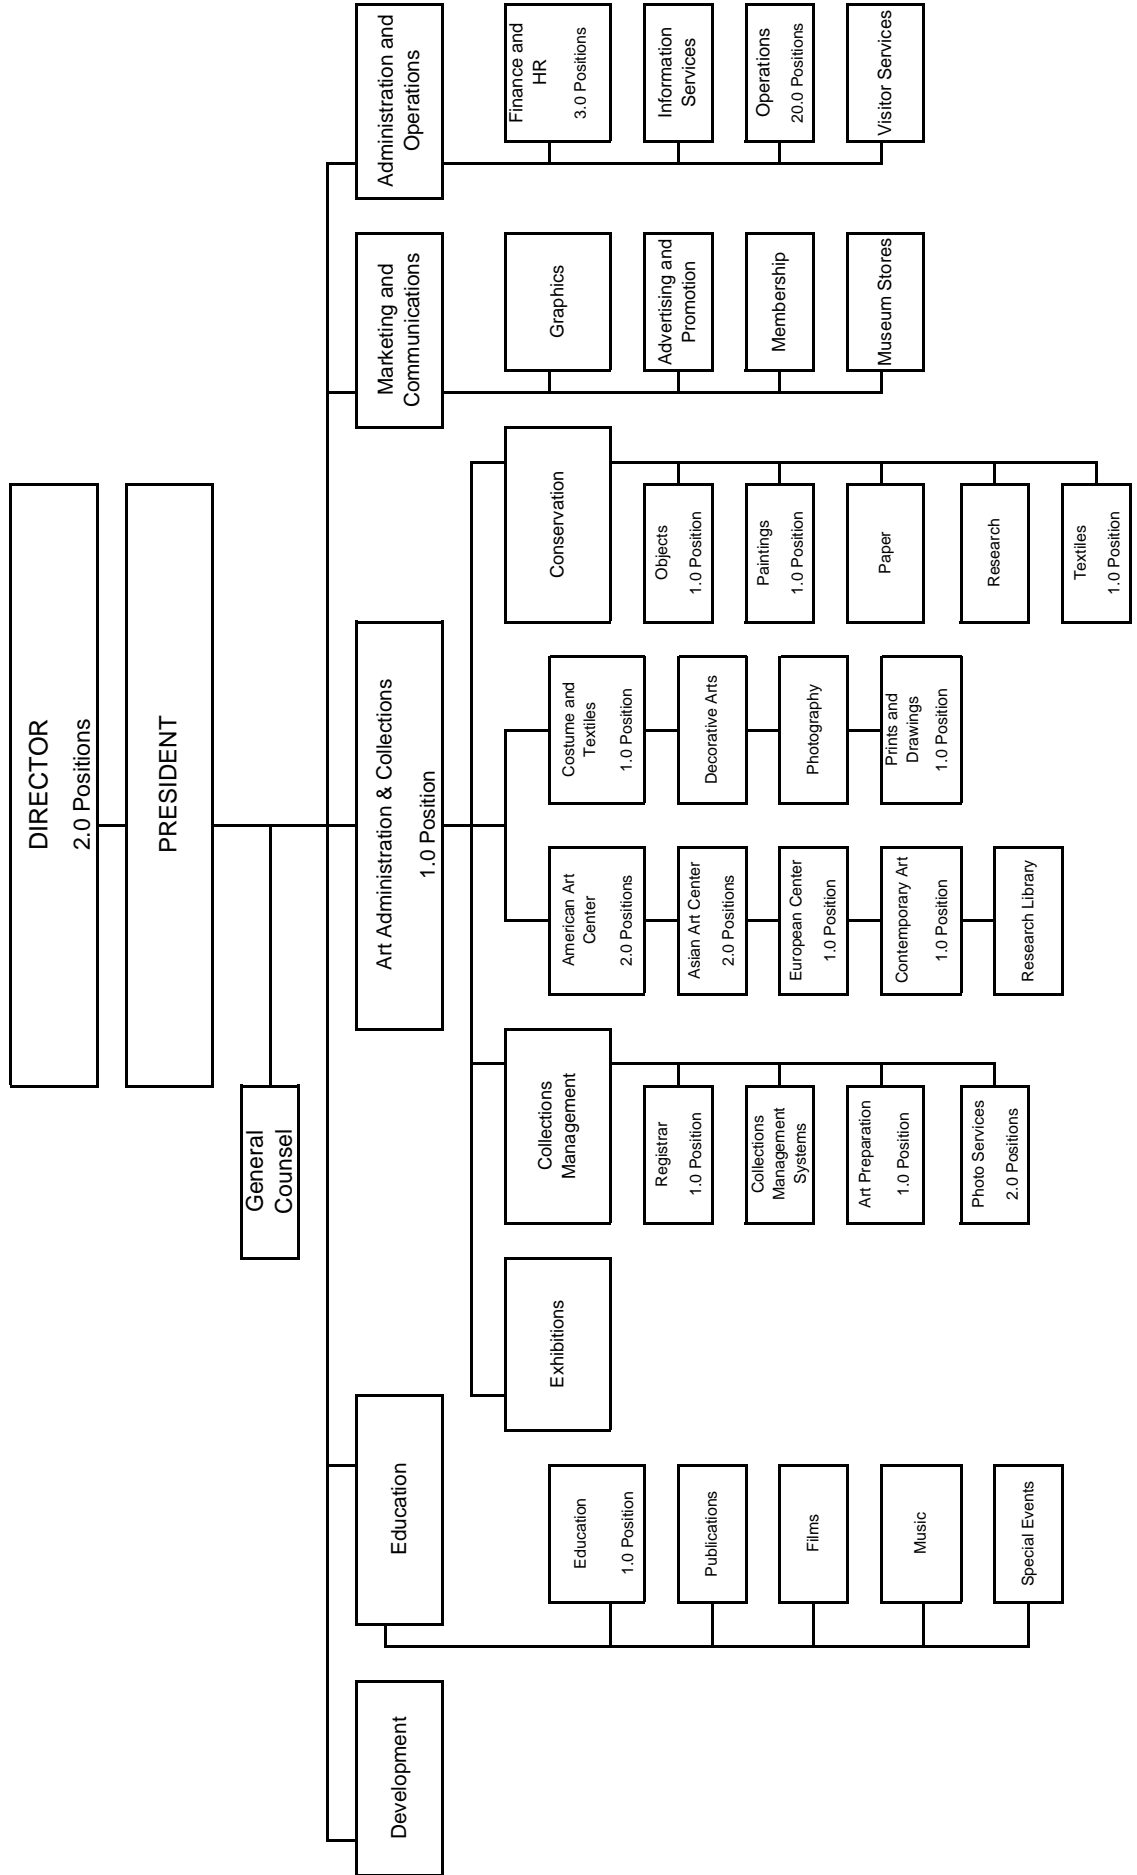 DIRECTOR
2.0 Positions
PRESIDENT
General
Counsel
Development
Education
Art Administration & Collections
1.0 Position
Marketing and
Communications
Administration and
Operations
Education
1.0 Position
Publications
Films
Music
Special Events
Exhibitions
Collections
Management
Registrar
1.0 Position
Collections
Management
Systems
Art Preparation
1.0 Position
Photo Services
2.0 Positions
American Art
Center
2.0 Positions
Asian Art Center
2.0 Positions
European Center
1.0 Position
Contemporary Art
1.0 Position
Research Library
Costume and
Textiles
1.0 Position
Decorative Arts
Photography
Prints and
Drawings
1.0 Position
Conservation
Objects
1.0 Position
Paintings
1.0 Position
Paper
Research
Textiles
1.0 Position
Graphics
Advertising and
Promotion
Membership
Museum Stores
Finance and
HR
3.0 Positions
Information
Services
Operations
20.0 Positions
Visitor Services